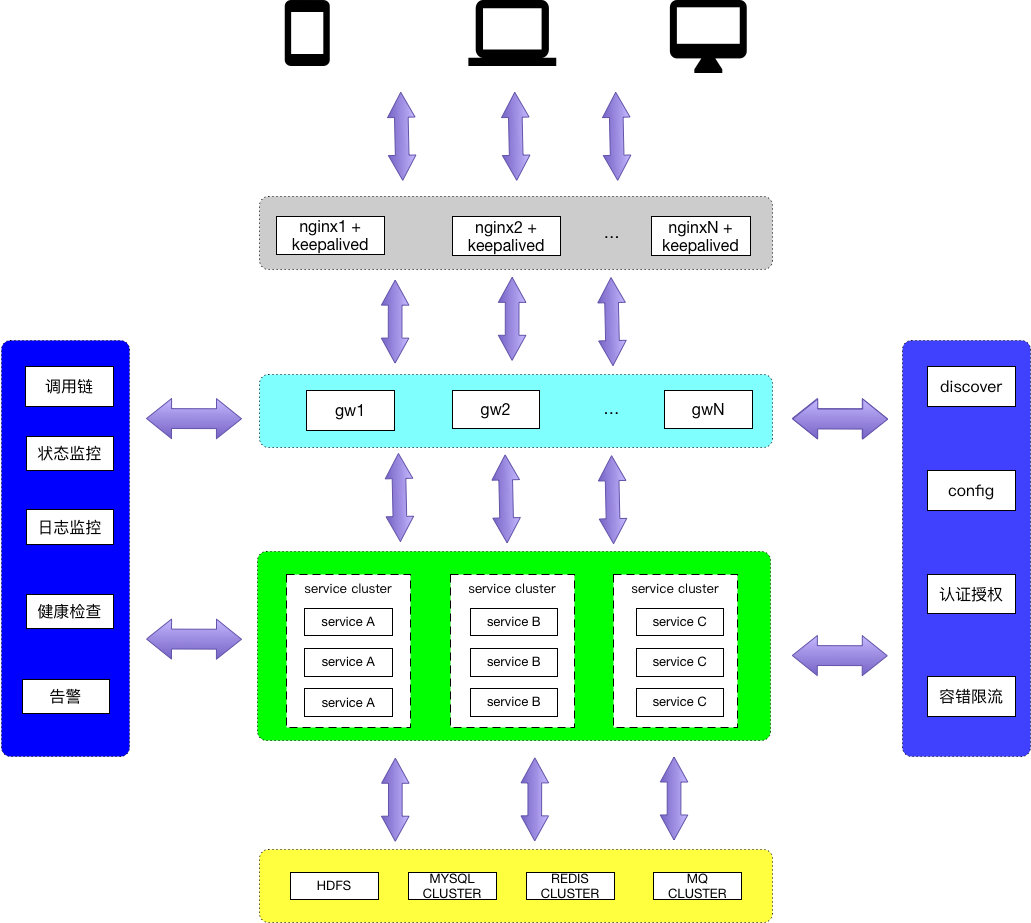 nginx1 +
keepalived
nginx2 +
keepalived
...
nginxN +
keepalived
调用链
状态监控
日志监控
健康检查
告警
gw1
gw2
...
gwN
discover
config
认证授权
容错限流
service cluster
service A
service A
service A
service cluster
service B
service B
service B
service cluster
service C
service C
service C
HDFS
MYSQL
CLUSTER
REDIS
CLUSTER
MQ
CLUSTER